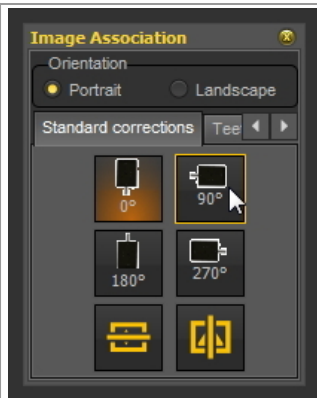 Image Association
Orientation
Portrait Landscape
Standard corrections Tee
0° 90°
180° 270°